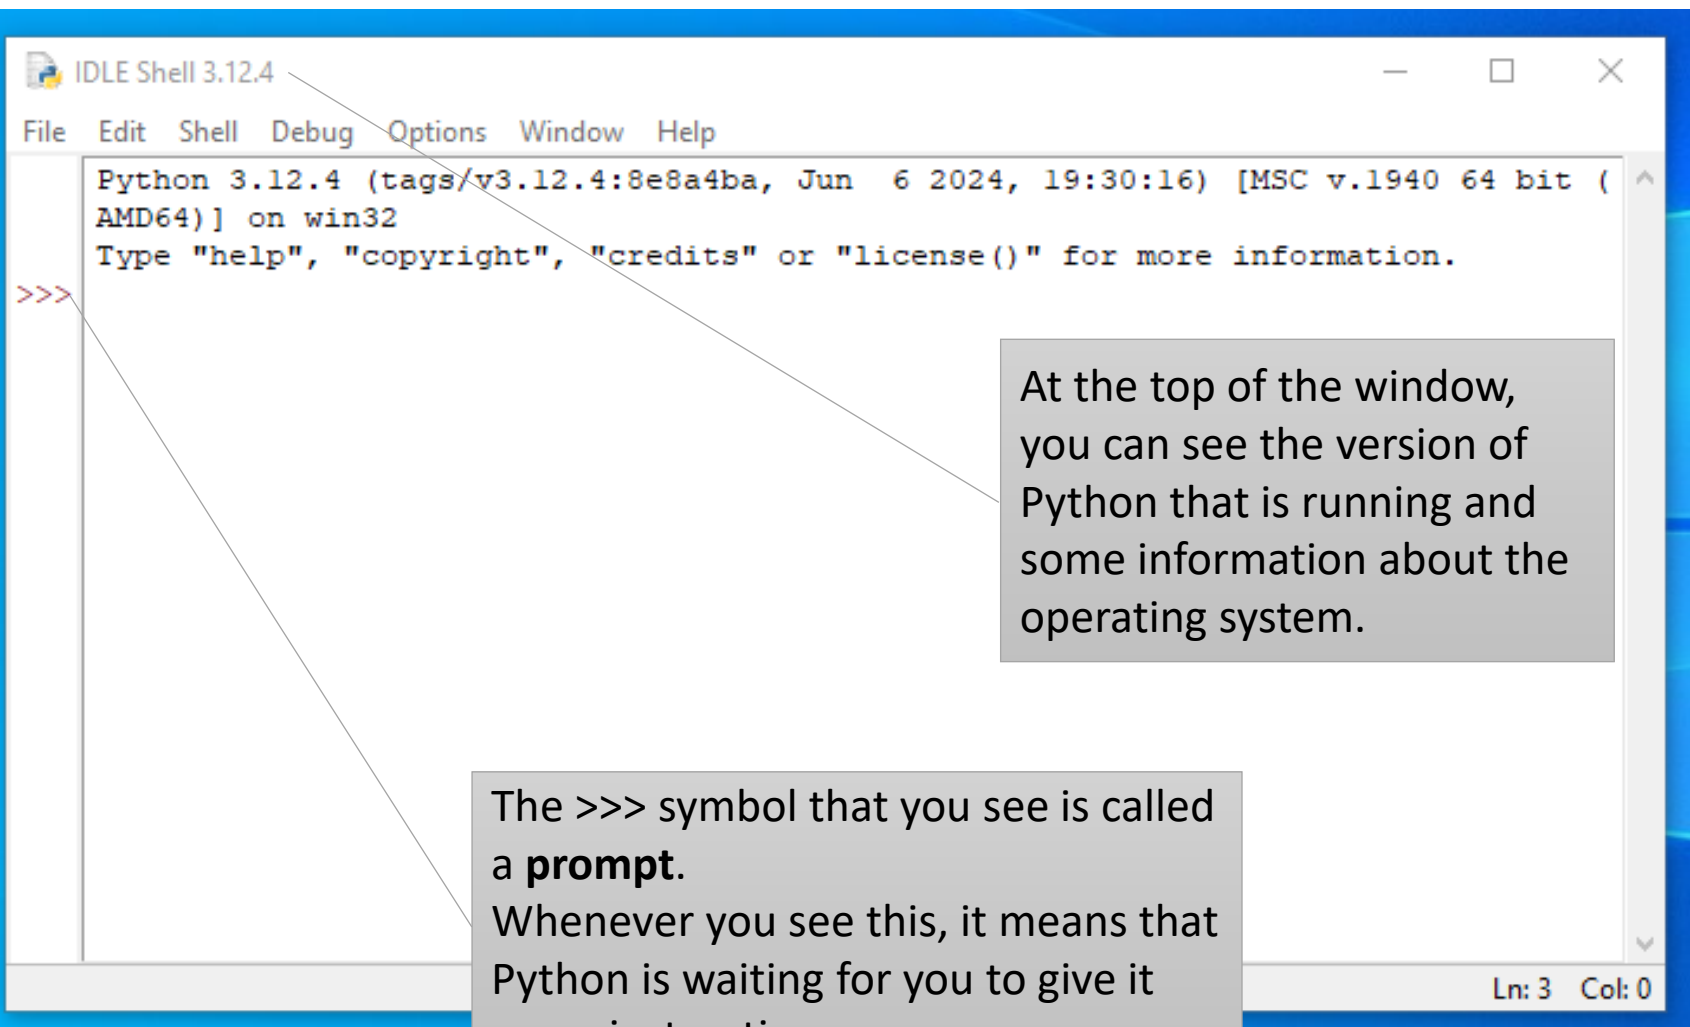 IDLE Shell 3.12.4
File Edit Shell Debug Options Window Help
Python 3.12.4 (tags/v3.12.4:8e8a4ba, Jun  6 2024, 19:30:16) [MSC v.1940 64 bit (
AMD64)] on win32
Type "help", "copyright", "credits" or "license()" for more information.
>>>
At the top of the window,
you can see the version of
Python that is running and
some information about the
operating system.
The >>> symbol that you see is called
a prompt.
Whenever you see this, it means that
Python is waiting for you to give it
Ln: 3 Col: 0